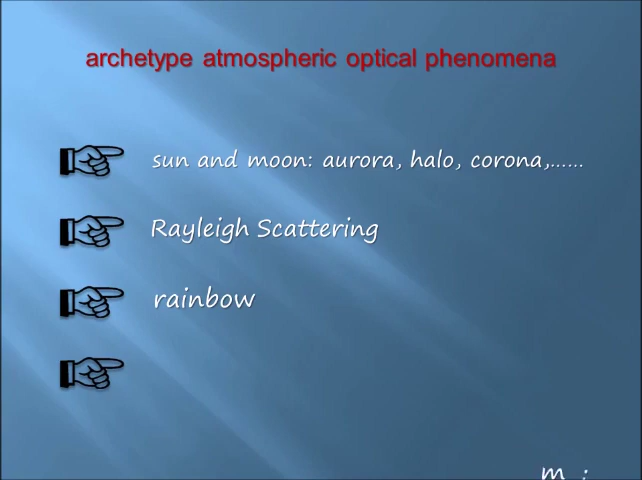 archetype atmospheric optical phenomena
sun and moon: aurora, halo, corona,......
Rayleigh Scattering
rainbow